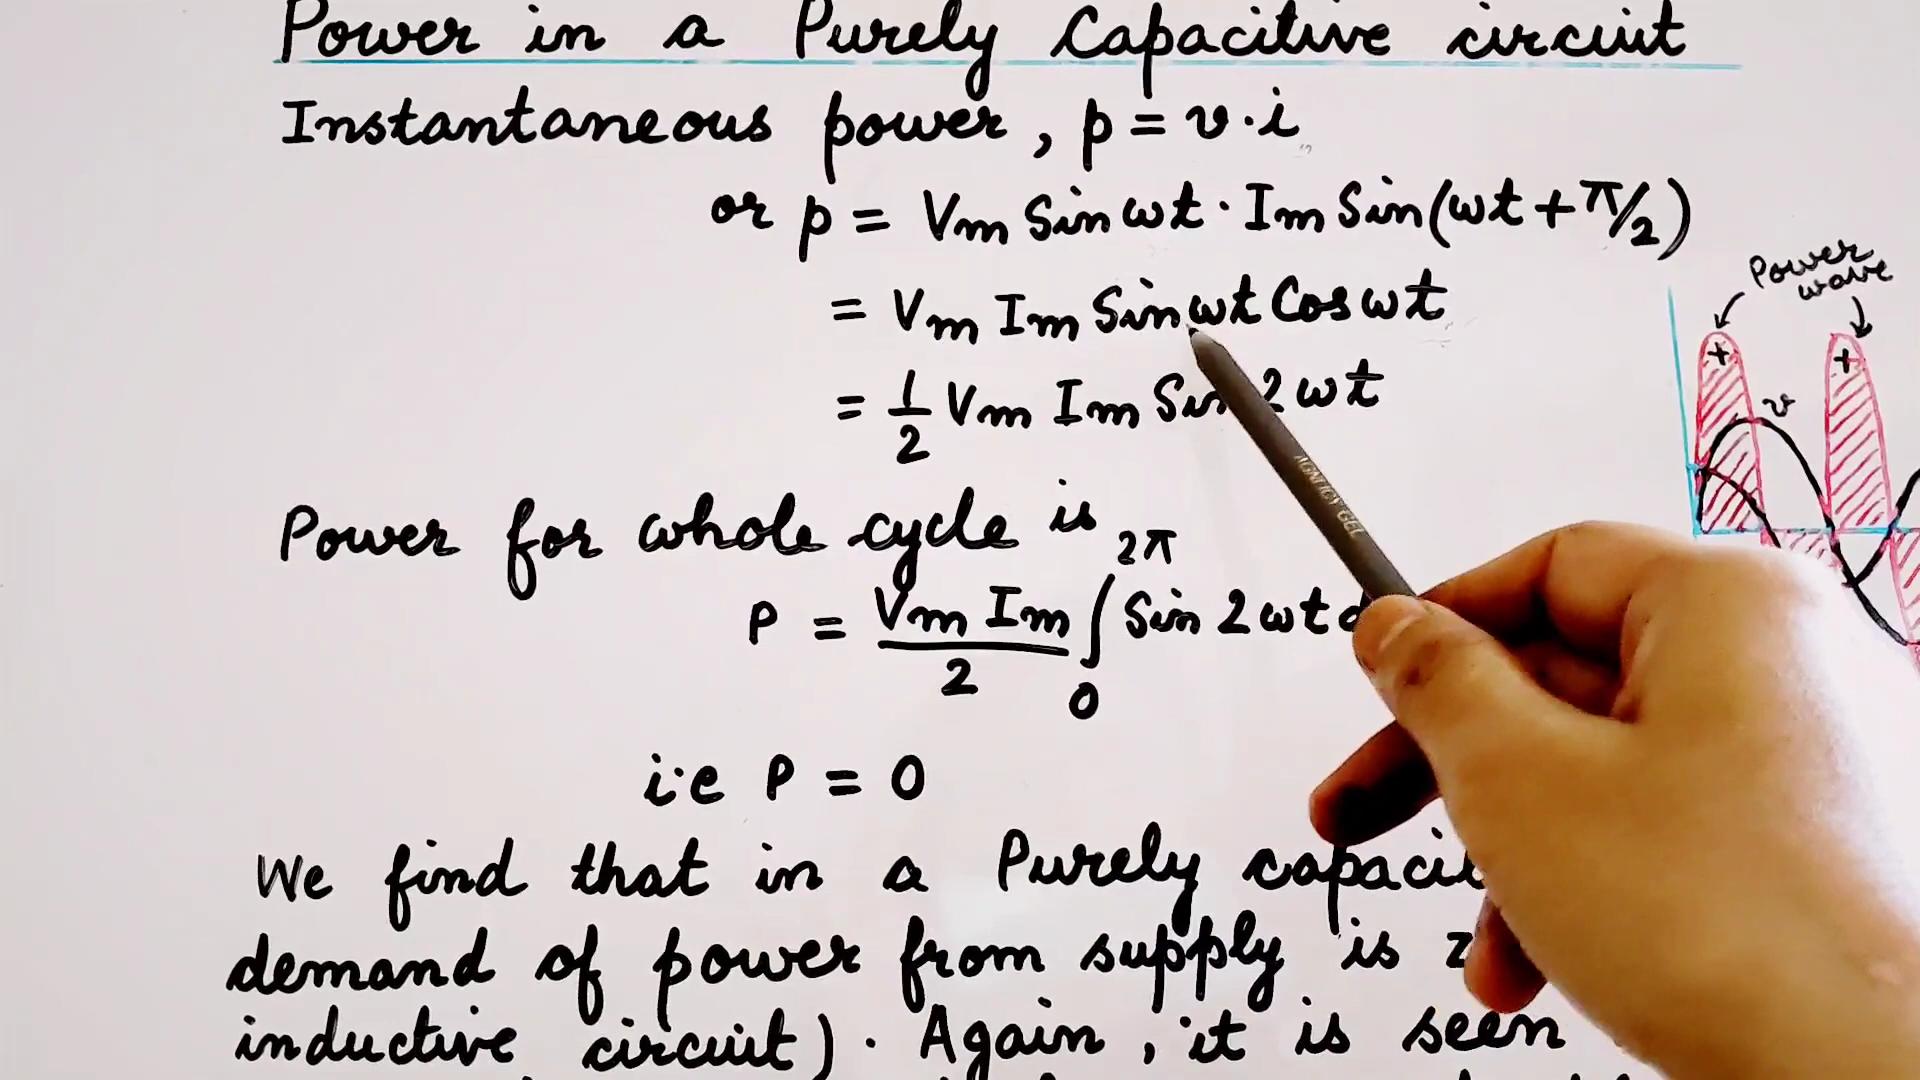 Power in a Purely Capacitive circuit
Instantaneous power, p = v·i
or p = Vm Sin ωt · Im Sin(ωt + π/2)
= Vm Im Sin ωt Cos ωt
= 1/2 Vm Im Sin 2ωt
Power wave
+ +
v
Power for whole cycle is
P = Vm Im / 2 ∫ 0 2π Sin 2ωt
i.e P = 0
We find that in a Purely
demand of power from supply is
inductive circuit). Again, it is seen